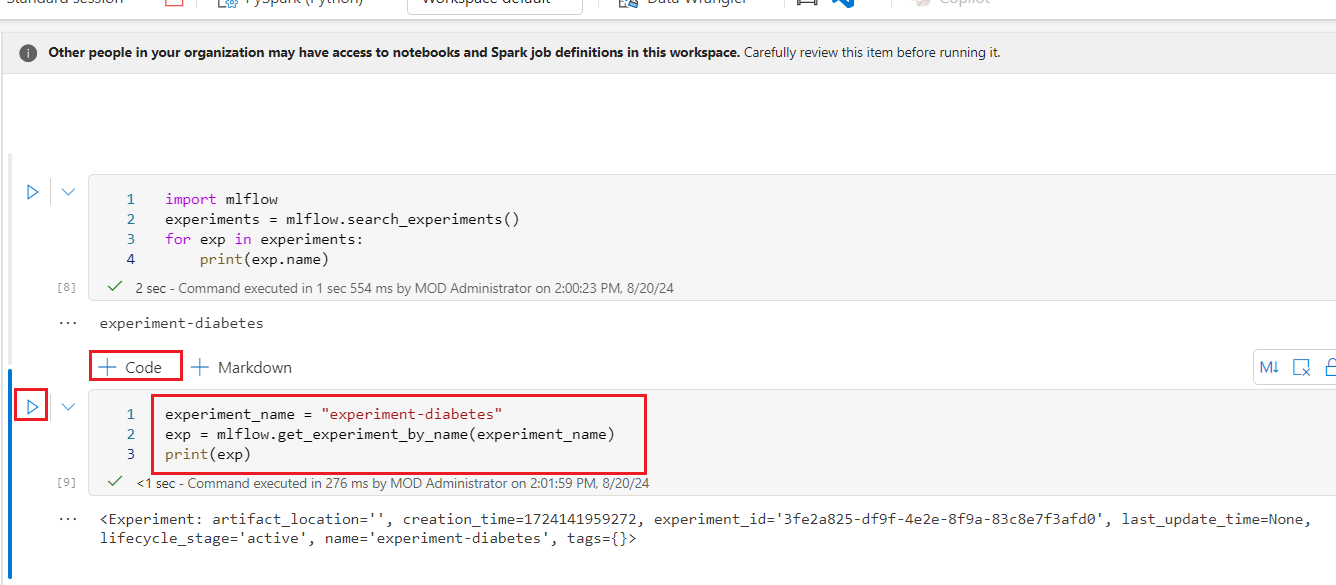 Standard session PySpark (Python) Workspace default Data Wrangler Copilot
Other people in your organization may have access to notebooks and Spark job definitions in this workspace. Carefully review this item before running it.
1 import mlflow
2 experiments = mlflow.search_experiments()
3 for exp in experiments:
4 print(exp.name)
[8] 2 sec - Command executed in 1 sec 554 ms by MOD Administrator on 2:00:23 PM, 8/20/24
... experiment-diabetes
+ Code + Markdown M↓
1 experiment_name = "experiment-diabetes"
2 exp = mlflow.get_experiment_by_name(experiment_name)
3 print(exp)
[9] <1 sec - Command executed in 276 ms by MOD Administrator on 2:01:59 PM, 8/20/24
... <Experiment: artifact_location='', creation_time=1724141959272, experiment_id='3fe2a825-df9f-4e2e-8f9a-83c8e7f3afd0', last_update_time=None,
lifecycle_stage='active', name='experiment-diabetes', tags={}>